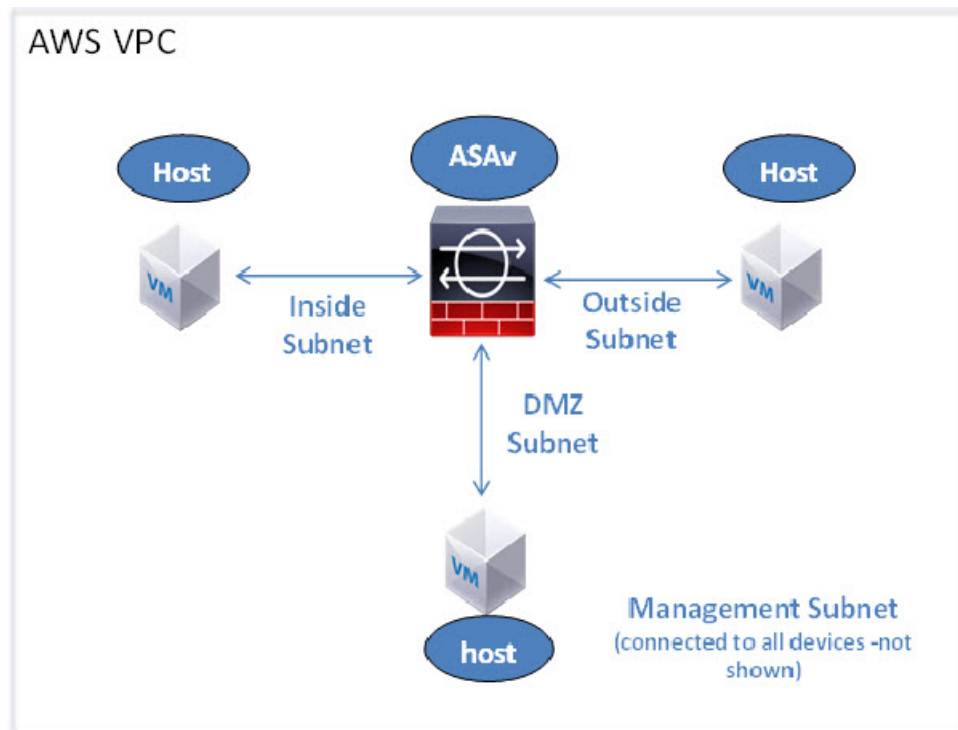 AWS VPC
Host
ASAv
Host
VM
VM
Inside
Subnet
Outside
Subnet
DMZ
Subnet
VM
host
Management Subnet
(connected to all devices -not
shown)